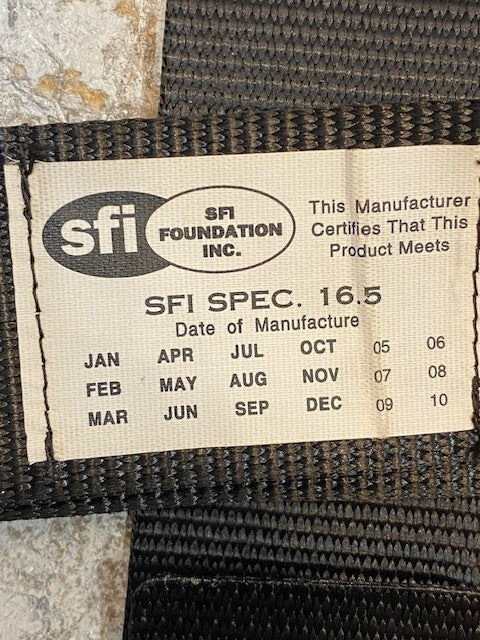 sfi
SFI
FOUNDATION
INC.
This Manufacturer
Certifies That This
Product Meets
SFI SPEC. 16.5
Date of Manufacture
JAN APR JUL OCT 05 06
FEB MAY AUG NOV 07 08
MAR JUN SEP DEC 09 10